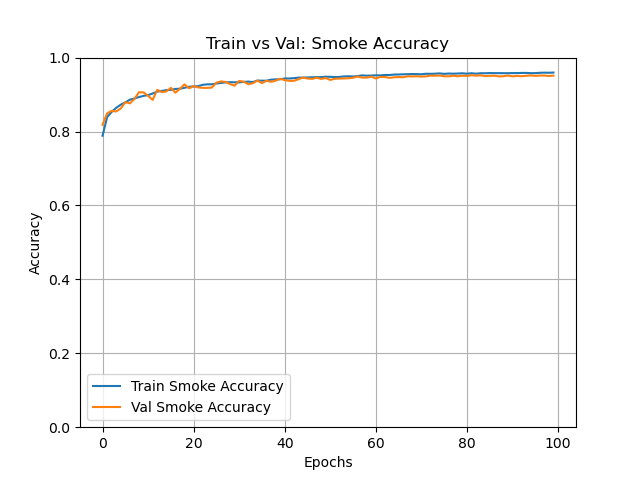 Train vs Val: Smoke Accuracy
1.0
0.8
0.6
0.4
0.2
0.0
Accuracy
Train Smoke Accuracy
Val Smoke Accuracy
0 20 40 60 80 100
Epochs